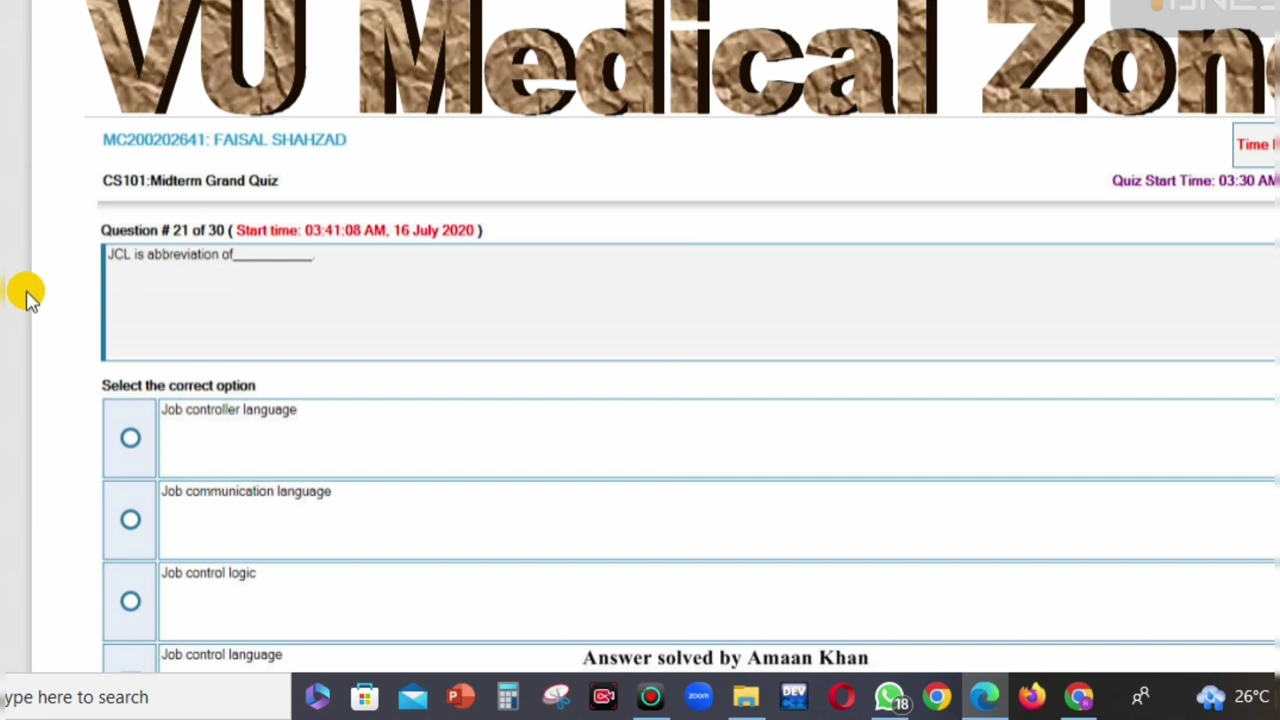 VU Medical Zon
MC200202641: FAISAL SHAHZAD
Time
CS101:Midterm Grand Quiz
Quiz Start Time: 03:30 AM
Question # 21 of 30 ( Start time: 03:41:08 AM, 16 July 2020 )
JCL is abbreviation of____________.
Select the correct option
Job controller language
Job communication language
Job control logic
Job control language
Answer solved by Amaan Khan
ype here to search
P
zoom
DEV
18
R
26°C